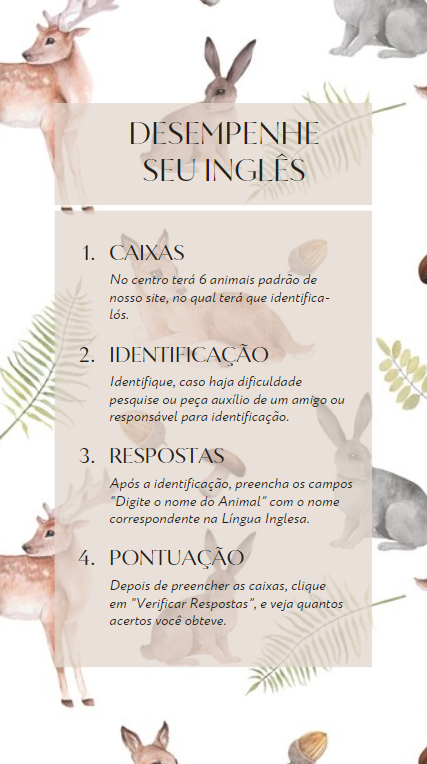 DESEMPENHE
SEU INGLÊS
1. CAIXAS
No centro terá 6 animais padrão de
nosso site, no qual terá que identifica-
lós.
2. IDENTIFICAÇÃO
Identifique, caso haja dificuldade
pesquise ou peça auxílio de um amigo ou
responsável para identificação.
3. RESPOSTAS
Após a identificação, preencha os campos
"Digite o nome do Animal" com o nome
correspondente na Língua Inglesa.
4. PONTUAÇÃO
Depois de preencher as caixas, clique
em "Verificar Respostas", e veja quantos
acertos você obteve.